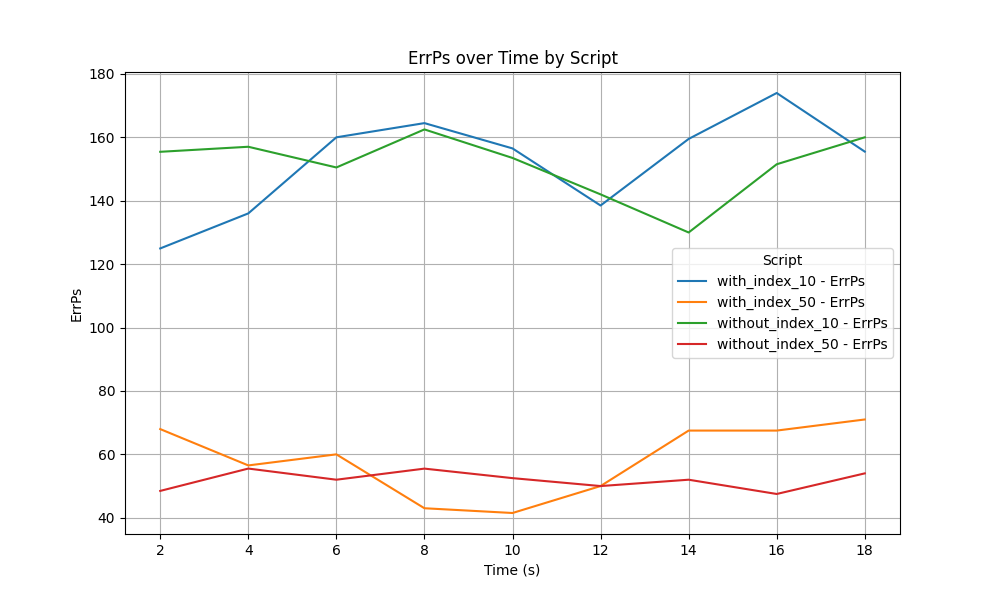 ErrPs over Time by Script
180
160
140
120
100
80
60
40
ErrPs
Script
with_index_10 - ErrPs
with_index_50 - ErrPs
without_index_10 - ErrPs
without_index_50 - ErrPs
2 4 6 8 10 12 14 16 18
Time (s)